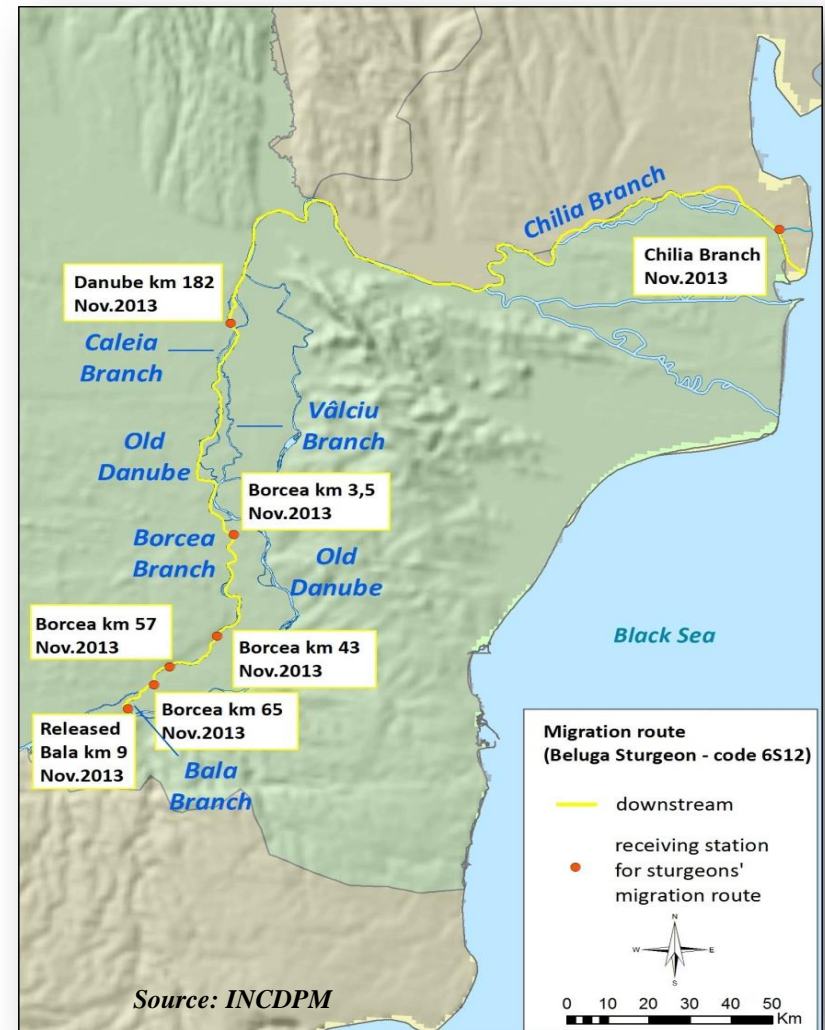 Chilia Branch
Chilia Branch
Nov.2013
Danube km 182
Nov.2013
Caleia
Branch
Vâlciu
Branch
Old
Danube
Borcea km 3,5
Nov.2013
Borcea
Branch
Old
Danube
Borcea km 57
Nov.2013
Borcea km 43
Nov.2013
Black Sea
Borcea km 65
Nov.2013
Released
Bala km 9
Nov.2013
Bala
Branch
Migration route
(Beluga Sturgeon - code 6S12)
downstream
receiving station
for sturgeons'
migration route
N
W E
S
0 10 20 30 40 50
Km
Source: INCDPM